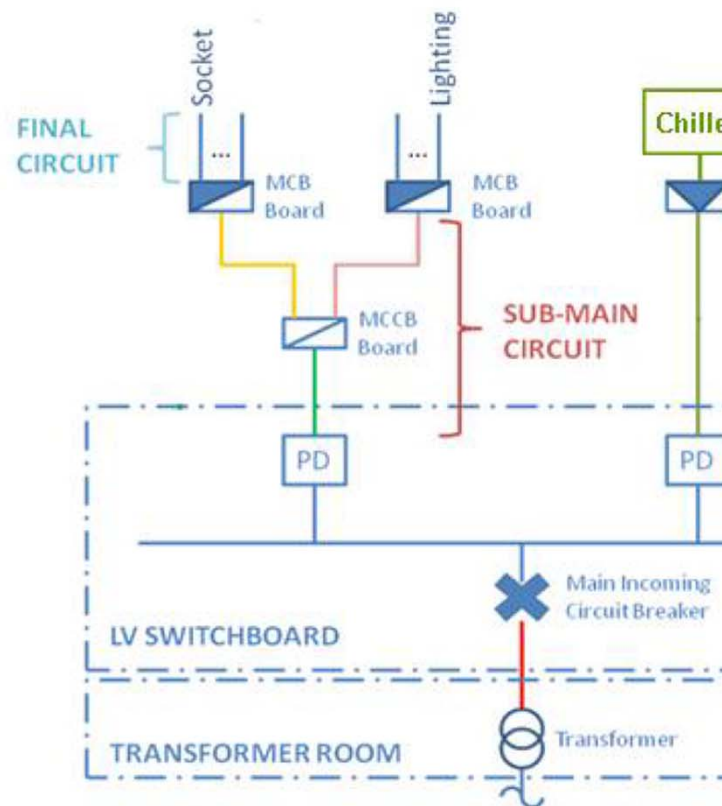 Socket
Lighting
FINAL
CIRCUIT
...
...
Chille
MCB
Board
MCB
Board
MCCB
Board
SUB-MAIN
CIRCUIT
PD
PD
Main Incoming
Circuit Breaker
LV SWITCHBOARD
Transformer
TRANSFORMER ROOM